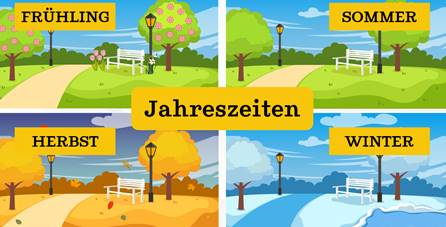 FRÜHLING
SOMMER
Jahreszeiten
HERBST
WINTER